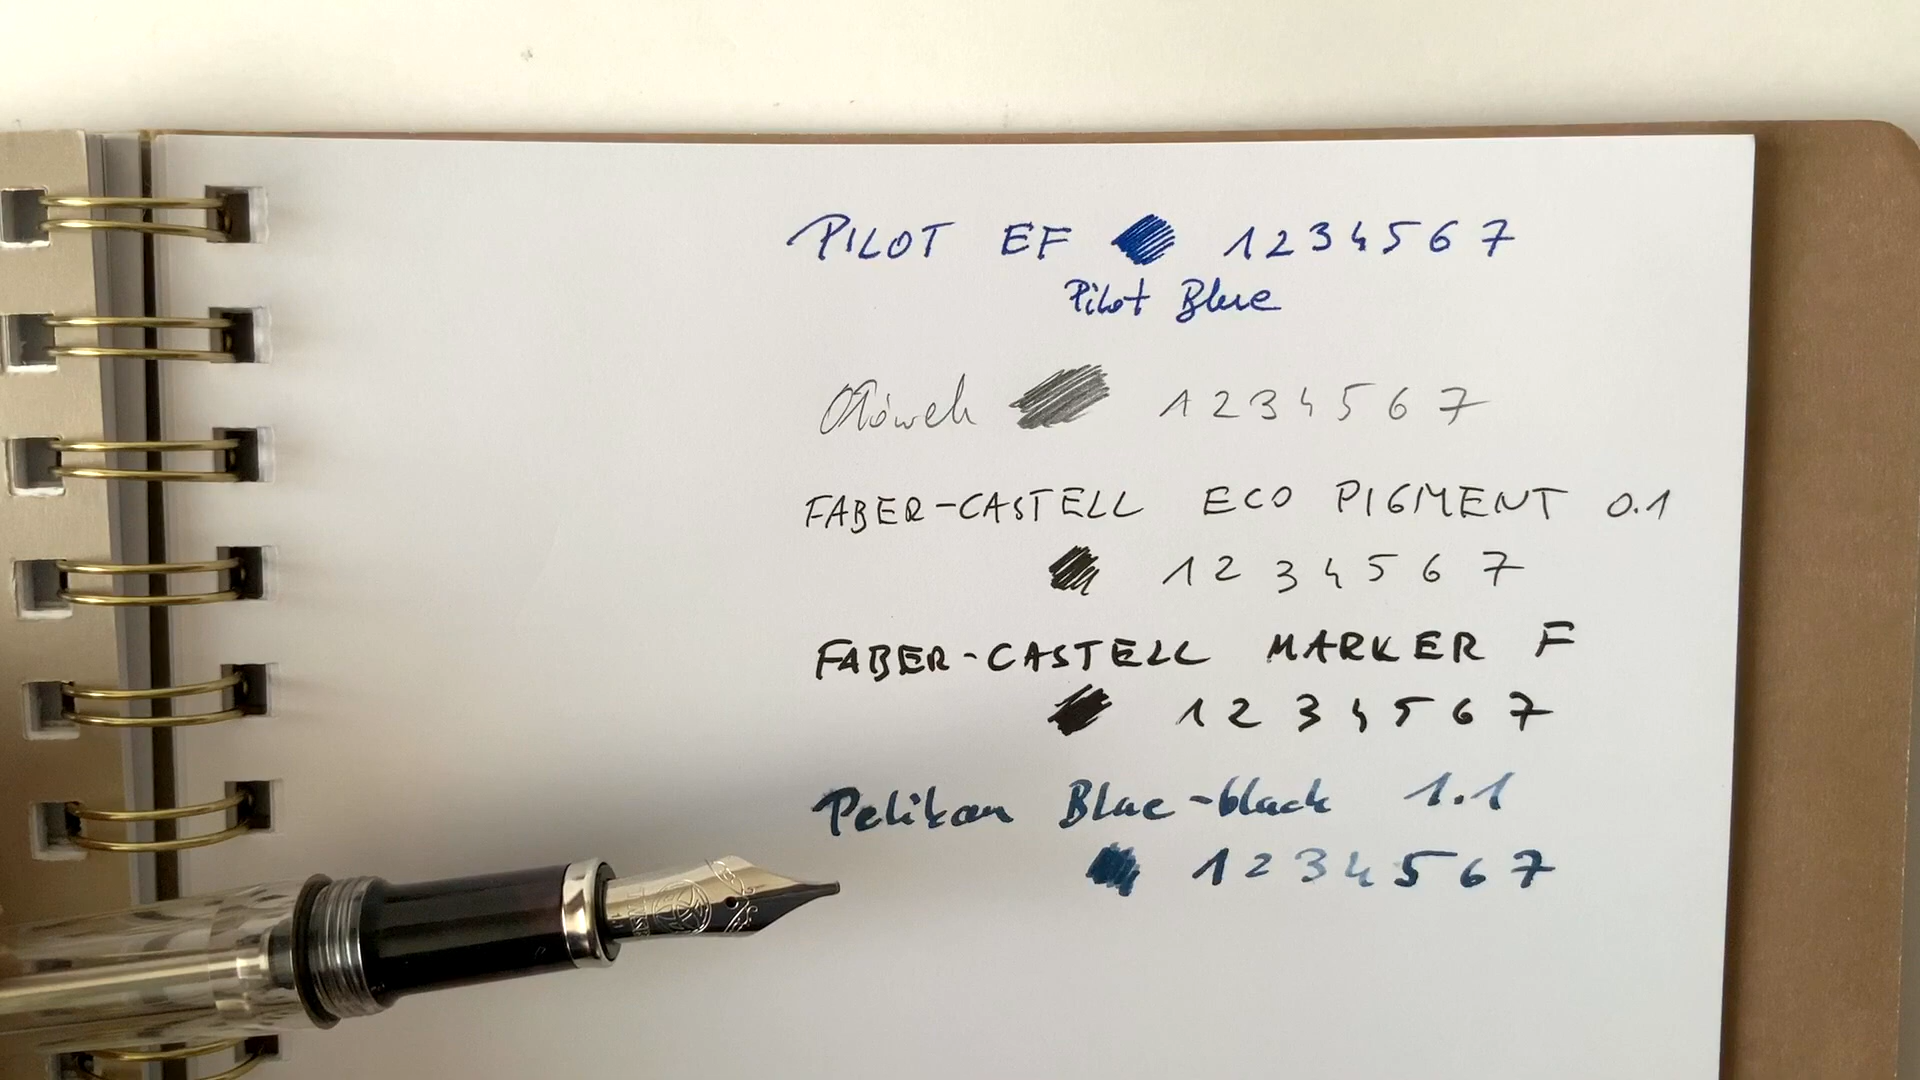 PILOT EF 1234567
Pilot Blue
Ołówek 1234567
FABER-CASTELL ECO PIGMENT 0.1
1234567
FABER-CASTELL MARKER F
1234567
Pelikan Blue-black 1.1
1234567